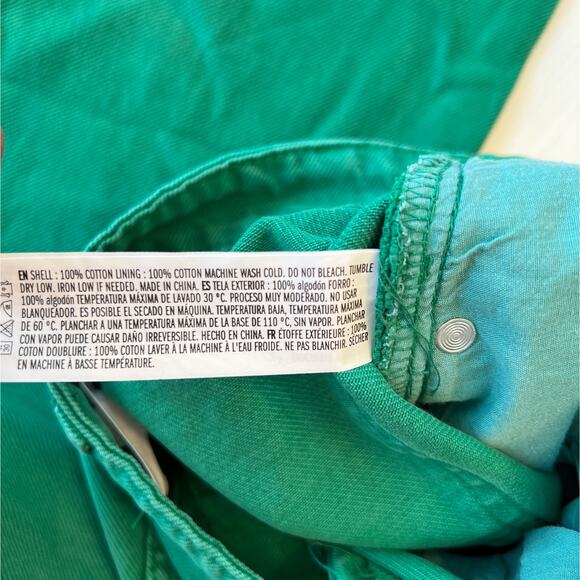 EN SHELL : 100% COTTON LINING : 100% COTTON MACHINE WASH COLD. DO NOT BLEACH. TUMBLE
DRY LOW. IRON LOW IF NEEDED. MADE IN CHINA. ES TELA EXTERIOR : 100% algodón FORRO :
100% algodón TEMPERATURA MÁXIMA DE LAVADO 30 °C, PROCESO MUY MODERADO. NO USAR
BLANQUEADOR. ES POSIBLE EL SECADO EN MÁQUINA. TEMPERATURA BAJA, TEMPERATURA MÁXIMA
DE 60 °C. PLANCHAR A UNA TEMPERATURA MÁXIMA DE LA BASE DE 110 °C, SIN VAPOR. PLANCHAR
CON VAPOR PUEDE CAUSAR DAÑO IRREVERSIBLE. HECHO EN CHINA. FR ÉTOFFE EXTÉRIEURE : 100%
COTON DOUBLURE : 100% COTON LAVER À LA MACHINE À L'EAU FROIDE. NE PAS BLANCHIR. SÉCHER
EN MACHINE À BASSE TEMPÉRATURE.